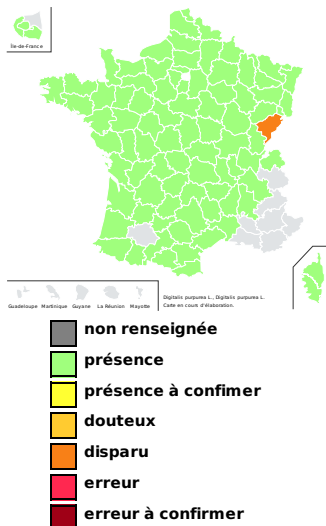 Île-de-France
Guadeloupe Martinique Guyane La Réunion Mayotte
Digitalis purpurea L., Digitalis purpurea L.
Carte en cours d'élaboration.
non renseignée
présence
présence à confimer
douteux
disparu
erreur
erreur à confirmer